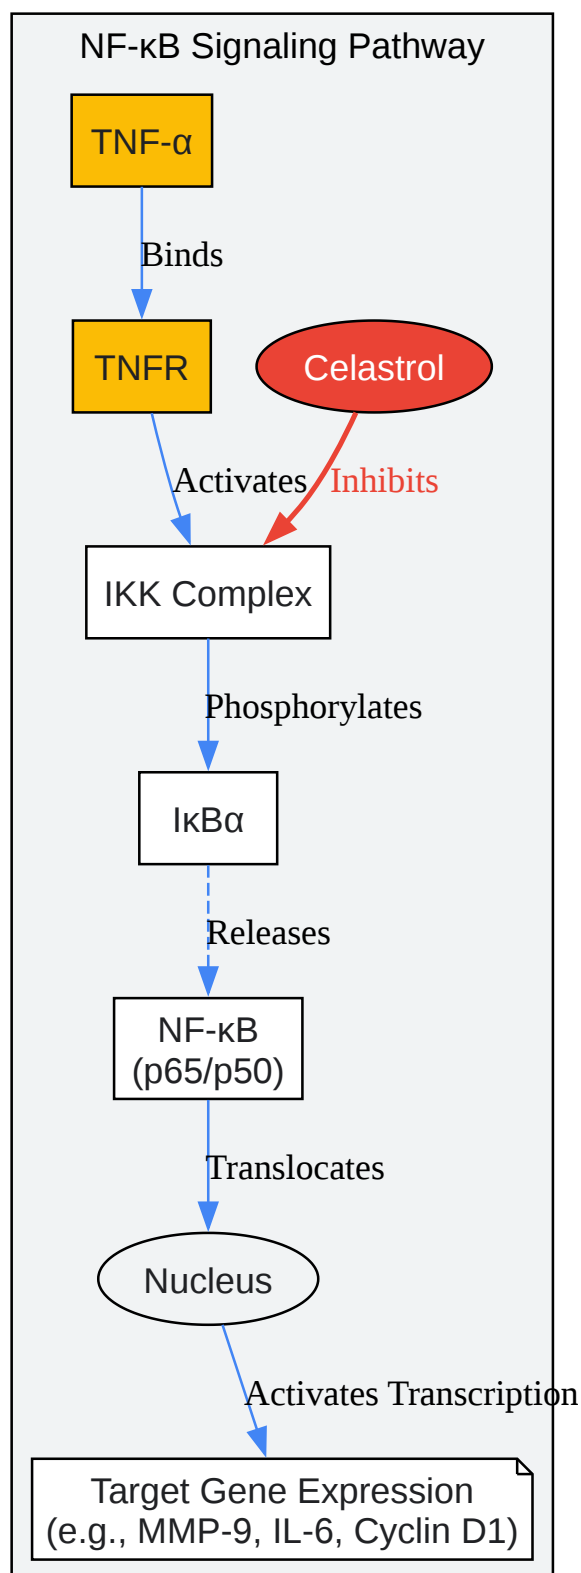 NF-κB Signaling Pathway
TNF-α
Binds
TNFR
Celastrol
Activates
Inhibits
IKK Complex
Phosphorylates
IκBα
Releases
NF-κB
(p65/p50)
Translocates
Nucleus
Activates Transcription
Target Gene Expression
(e.g., MMP-9, IL-6, Cyclin D1)